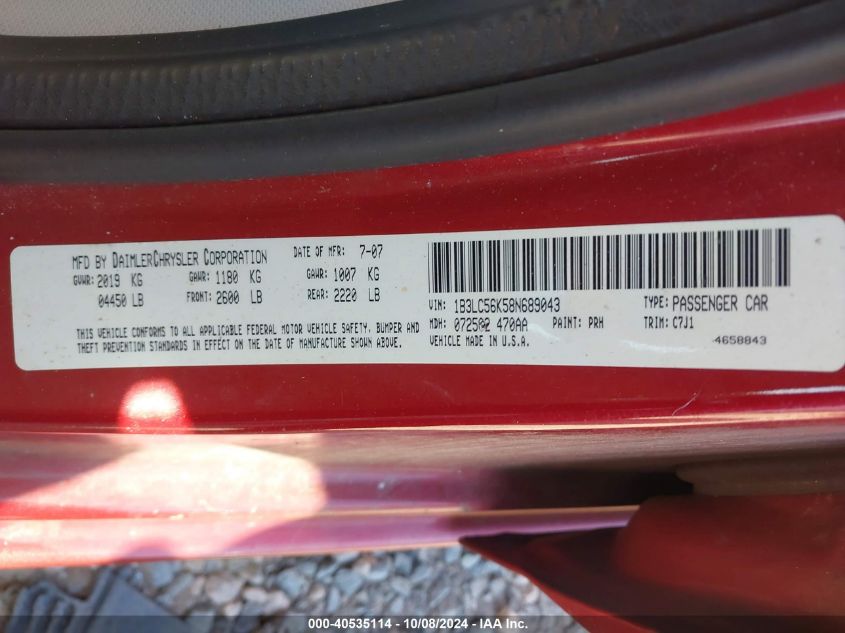 MFD BY DAIMLERCHRYSLER CORPORATION DATE OF MFR: 7-07
GVWR: 2019 KG GAWR: 1180 KG GAWR: 1007 KG
04450 LB FRONT: 2600 LB REAR: 2220 LB
THIS VEHICLE CONFORMS TO ALL APPLICABLE FEDERAL MOTOR VEHICLE SAFETY, BUMPER AND
THEFT PREVENTION STANDARDS IN EFFECT ON THE DATE OF MANUFACTURE SHOWN ABOVE.
VIN: 1B3LC56K58N689043 TYPE: PASSENGER CAR
MDH: 072502 470AA PAINT: PRH TRIM: C7J1
VEHICLE MADE IN U.S.A. 4658843
000-40535114 - 10/08/2024 - IAA Inc.